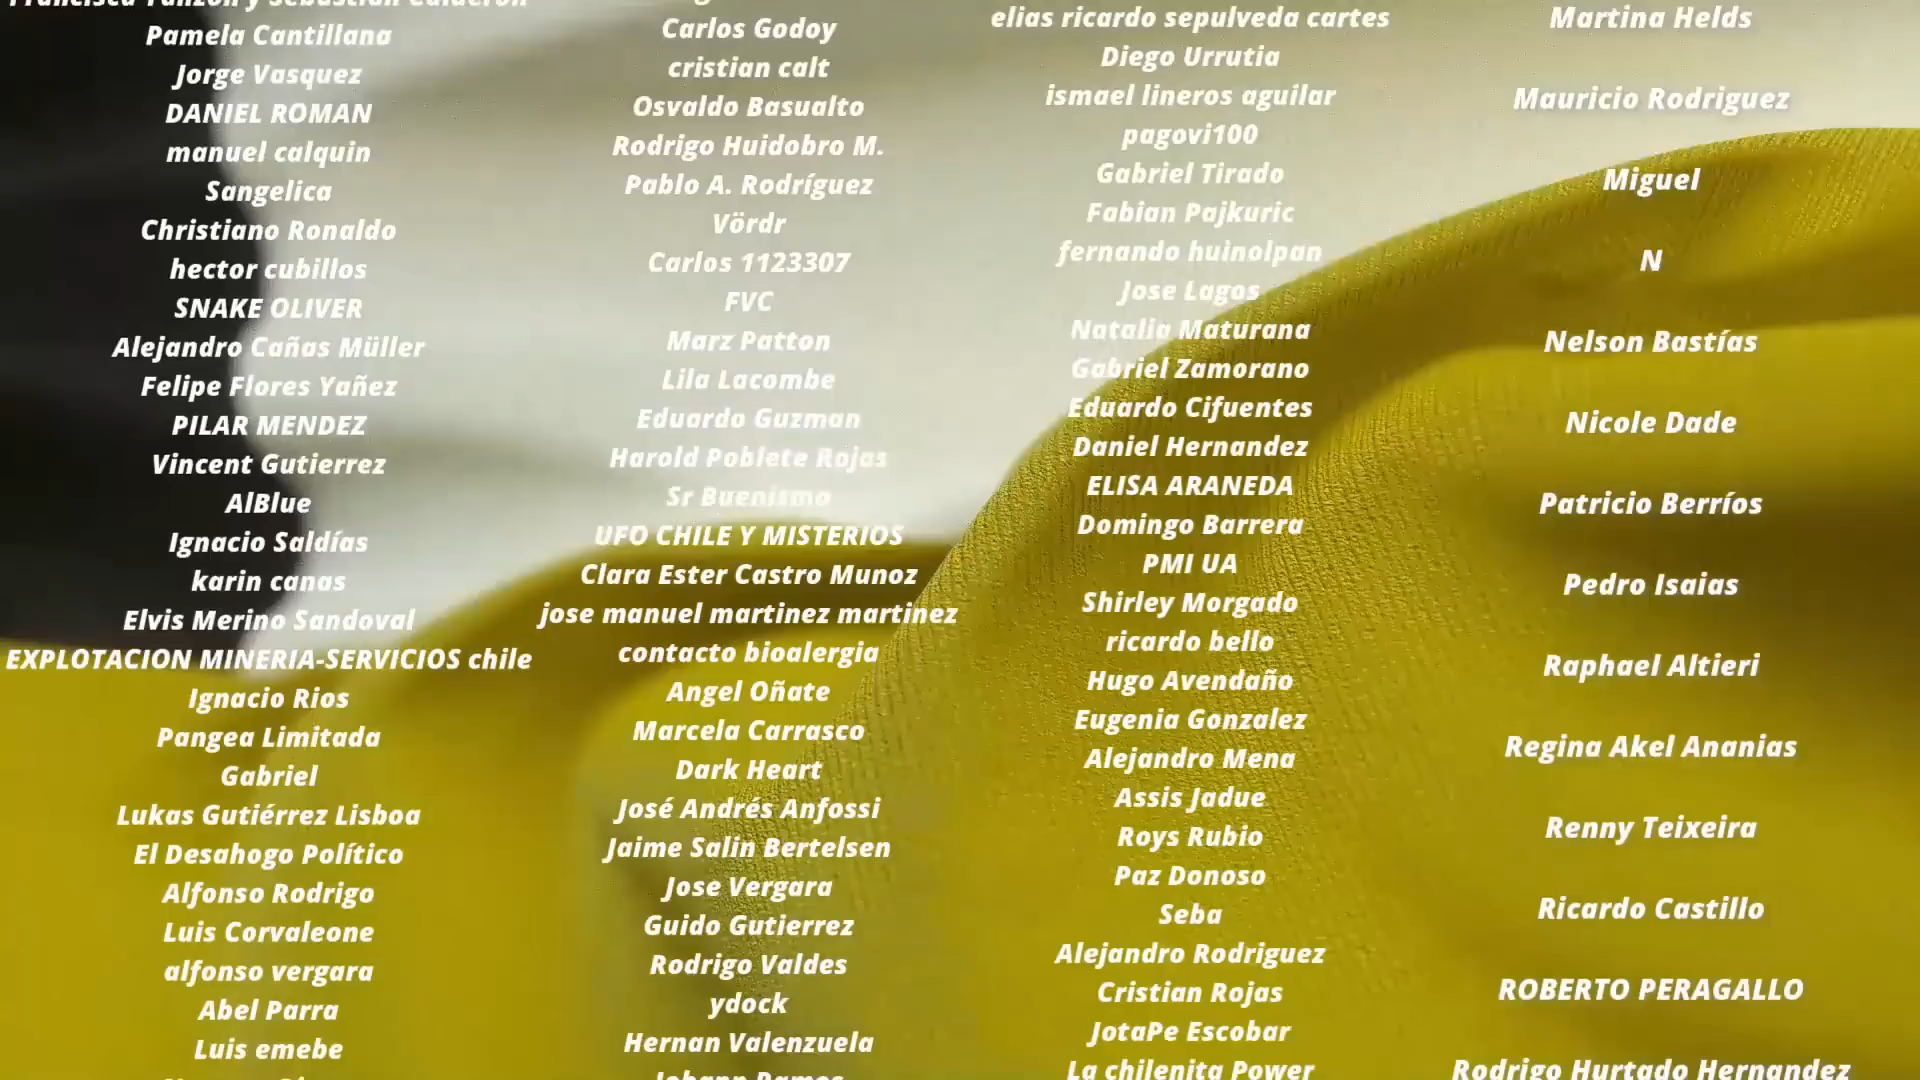 Pamela Cantillana
Jorge Vasquez
DANIEL ROMAN
manuel calquin
Sangelica
Christiano Ronaldo
hector cubillos
SNAKE OLIVER
Alejandro Cañas Müller
Felipe Flores Yañez
PILAR MENDEZ
Vincent Gutierrez
AlBlue
Ignacio Saldías
karin canas
Elvis Merino Sandoval
EXPLOTACION MINERIA-SERVICIOS chile
Ignacio Rios
Pangea Limitada
Gabriel
Lukas Gutiérrez Lisboa
El Desahogo Político
Alfonso Rodrigo
Luis Corvaleone
alfonso vergara
Abel Parra
Luis emebe
Carlos Godoy
cristian calt
Osvaldo Basualto
Rodrigo Huidobro M.
Pablo A. Rodríguez
Vördr
Carlos 1123307
FVC
Marz Patton
Lila Lacombe
Eduardo Guzman
Harold Poblete Rojas
Sr Buenismo
UFO CHILE Y MISTERIOS
Clara Ester Castro Munoz
jose manuel martinez martinez
contacto bioalergia
Angel Oñate
Marcela Carrasco
Dark Heart
José Andrés Anfossi
Jaime Salin Bertelsen
Jose Vergara
Guido Gutierrez
Rodrigo Valdes
ydock
Hernan Valenzuela
Johann Ramos
elias ricardo sepulveda cartes
Diego Urrutia
ismael lineros aguilar
pagovi100
Gabriel Tirado
Fabian Pajkuric
fernando huinolpan
Jose Lagos
Natalia Maturana
Gabriel Zamorano
Eduardo Cifuentes
Daniel Hernandez
ELISA ARANEDA
Domingo Barrera
PMI UA
Shirley Morgado
ricardo bello
Hugo Avendaño
Eugenia Gonzalez
Alejandro Mena
Assis Jadue
Roys Rubio
Paz Donoso
Seba
Alejandro Rodriguez
Cristian Rojas
JotaPe Escobar
La chilenita Power
Martina Helds
Mauricio Rodriguez
Miguel
N
Nelson Bastías
Nicole Dade
Patricio Berríos
Pedro Isaias
Raphael Altieri
Regina Akel Ananias
Renny Teixeira
Ricardo Castillo
ROBERTO PERAGALLO
Rodrigo Hurtado Hernandez